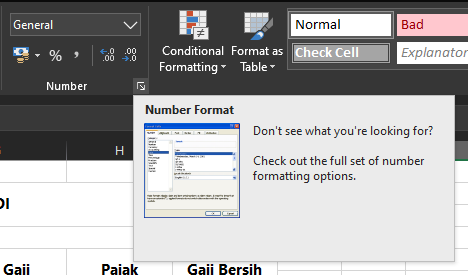 General
Normal
Bad
% ,
Conditional
Formatting
Format as
Table
Check Cell
Explanator
Number
Number Format
Don't see what you're looking for?
Check out the full set of number
formatting options.
H
DI
Gaji
Pajak
Gaji Bersih